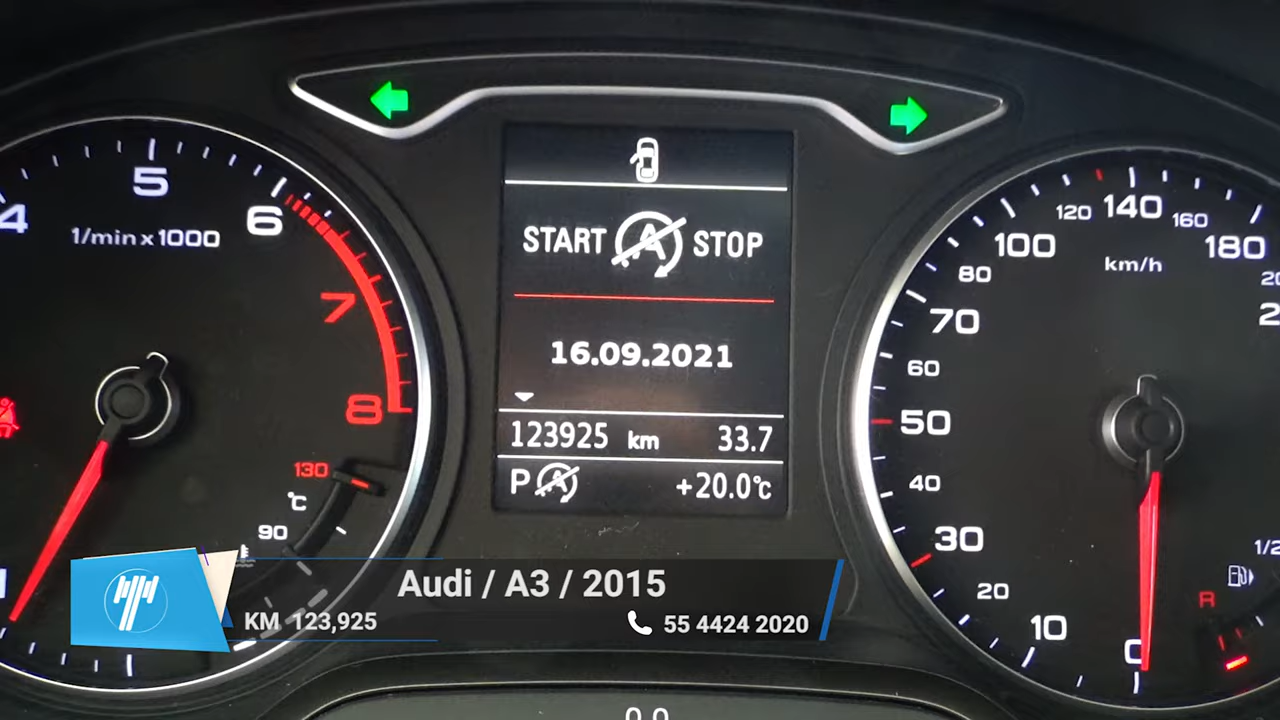 4 5 6 7 8
1/min x 1000
130
°C
90
1
START A STOP
16.09.2021
123925 km 33.7
P A +20.0°C
0 10 20 30 40 50 60 70 80 100 120 140 160 180
km/h
1/2
R
Audi / A3 / 2015
KM 123,925
55 4424 2020